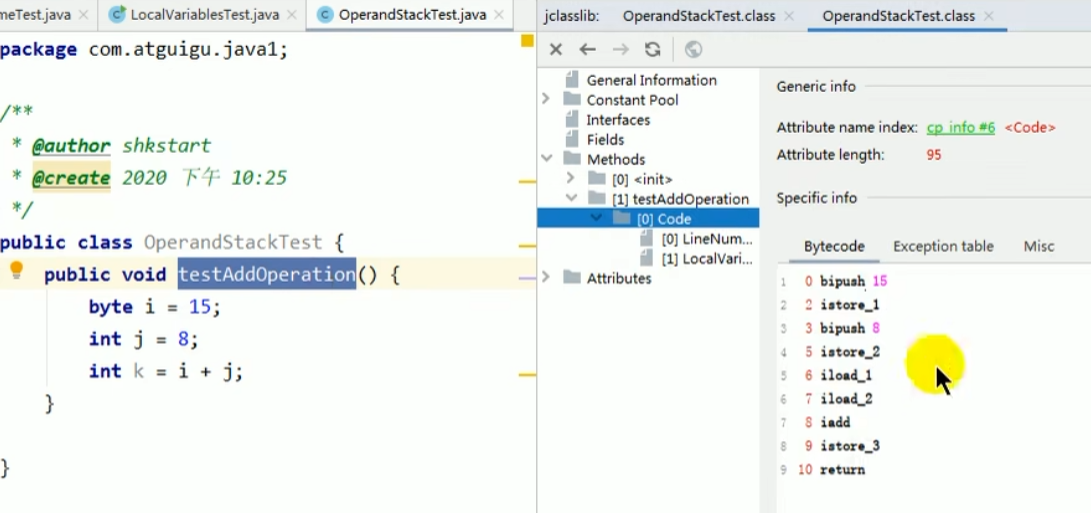 meTest.java
LocalVariablesTest.java
OperandStackTest.java
package com.atguigu.java1;
/**
* @author shkstart
* @create 2020 下午 10:25
*/
public class OperandStackTest {
public void testAddOperation() {
byte i = 15;
int j = 8;
int k = i + j;
}
}
jclasslib: OperandStackTest.class OperandStackTest.class
General Information
Constant Pool
Interfaces
Fields
Methods
[0] <init>
[1] testAddOperation
[0] Code
[0] LineNum...
[1] LocalVari...
Attributes
Generic info
Attribute name index: cp info #6 <Code>
Attribute length: 95
Specific info
Bytecode Exception table Misc
1 0 bipush 15
2 2 istore_1
3 3 bipush 8
4 5 istore_2
5 6 iload_1
6 7 iload_2
7 8 iadd
8 9 istore_3
9 10 return